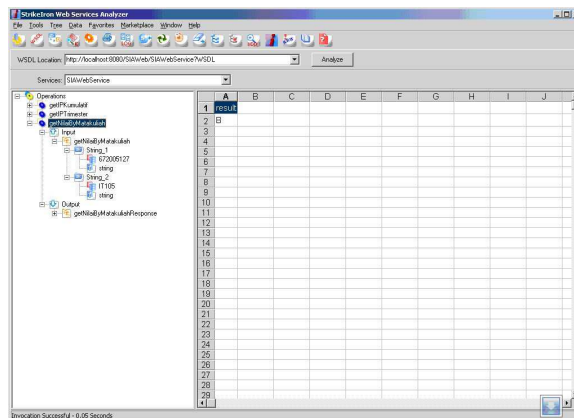 StrikeIron Web Services Analyzer
File Tools Tree Data Favorites Marketplace Window Help
WSDL Location: http://localhost:8080/SIAWeb/SIAWebService?WSDL Analyze
Services: SIAWebService
Operations
getIPKumulatif
getIPTrimester
getNilaiByMatakuliah
Input
getNilaiByMatakuliah
String_1
672005127
string
String_2
IT105
string
Output
getNilaiByMatakuliahResponse
A B C D E F G H I J
1 result
2 B
3
4
5
6
7
8
9
10
11
12
13
14
15
16
17
18
19
20
21
22
23
24
25
26
27
28
29
Invocation Successful - 0.05 Seconds